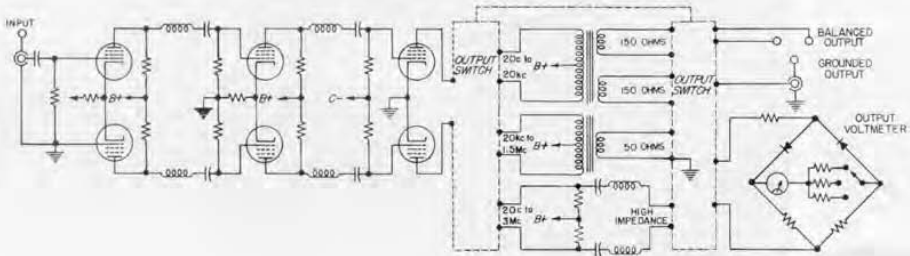 INPUT
B+
B+
C-
OUTPUT
SWITCH
20c to
20kc
B+
150 OHMS
150 OHMS
20kc to
1.5Mc
B+
50 OHMS
20c to
3Mc
B+
HIGH
IMPEDANCE
OUTPUT
SWITCH
BALANCED
OUTPUT
GROUNDED
OUTPUT
OUTPUT
VOLTMETER